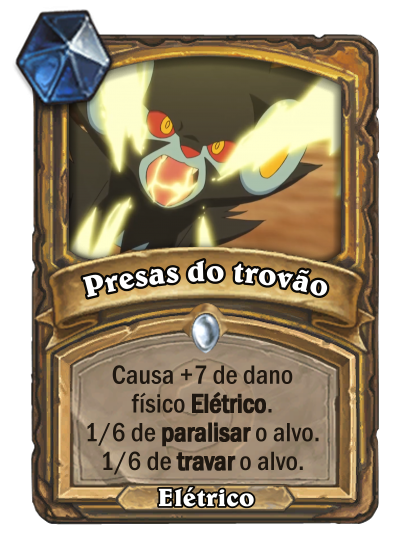 Presas do trovão
Causa +7 de dano
físico Elétrico.
1/6 de paralisar o alvo.
1/6 de travar o alvo.
Elétrico